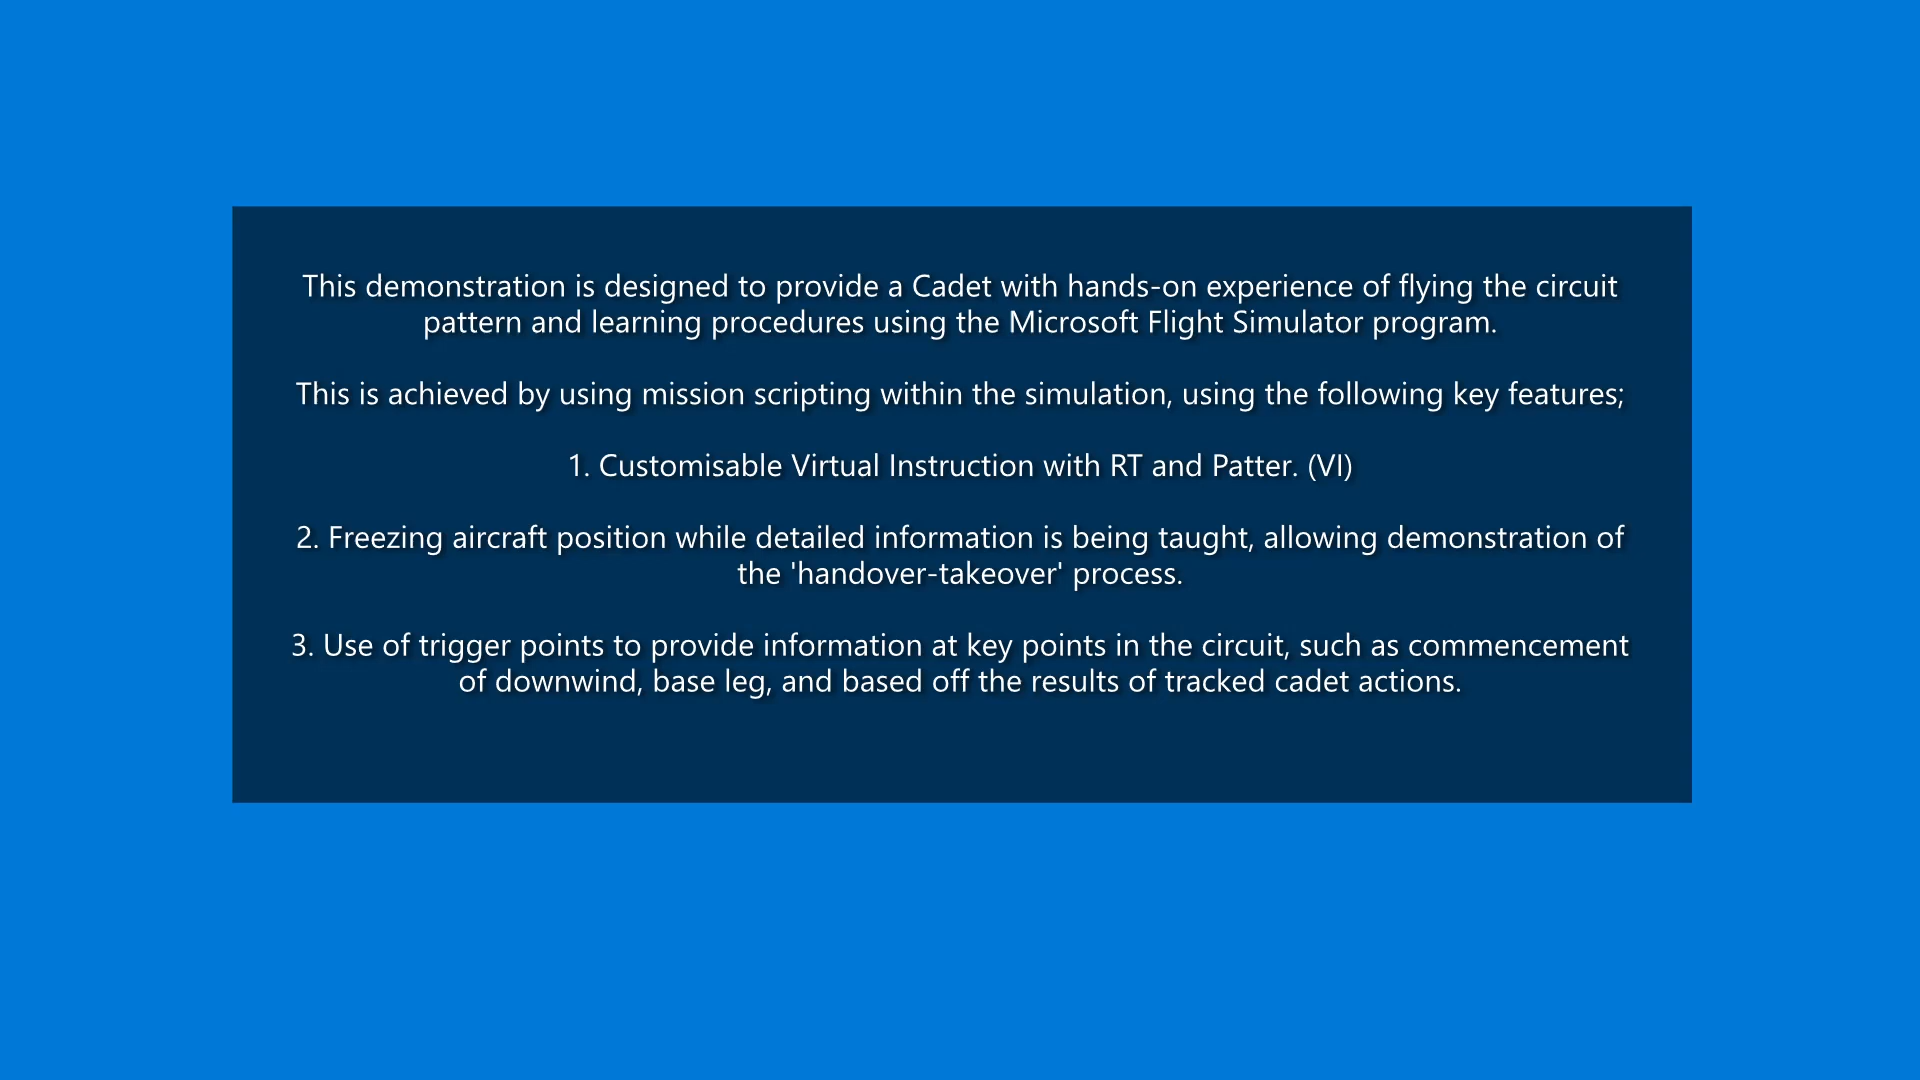 This demonstration is designed to provide a Cadet with hands-on experience of flying the circuit
pattern and learning procedures using the Microsoft Flight Simulator program.
This is achieved by using mission scripting within the simulation, using the following key features;
1. Customisable Virtual Instruction with RT and Patter. (VI)
2. Freezing aircraft position while detailed information is being taught, allowing demonstration of
the 'handover-takeover' process.
3. Use of trigger points to provide information at key points in the circuit, such as commencement
of downwind, base leg, and based off the results of tracked cadet actions.